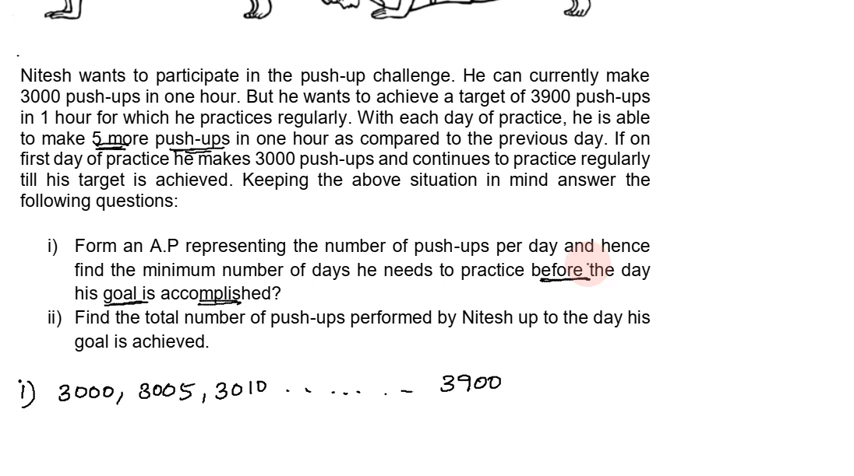 Nitesh wants to participate in the push-up challenge. He can currently make
3000 push-ups in one hour. But he wants to achieve a target of 3900 push-ups
in 1 hour for which he practices regularly. With each day of practice, he is able
to make 5 more push-ups in one hour as compared to the previous day. If on
first day of practice he makes 3000 push-ups and continues to practice regularly
till his target is achieved. Keeping the above situation in mind answer the
following questions:
i) Form an A.P representing the number of push-ups per day and hence
find the minimum number of days he needs to practice before the day
his goal is accomplished?
ii) Find the total number of push-ups performed by Nitesh up to the day his
goal is achieved.
i) 3000, 3005, 3010 - - - - - - - 3900